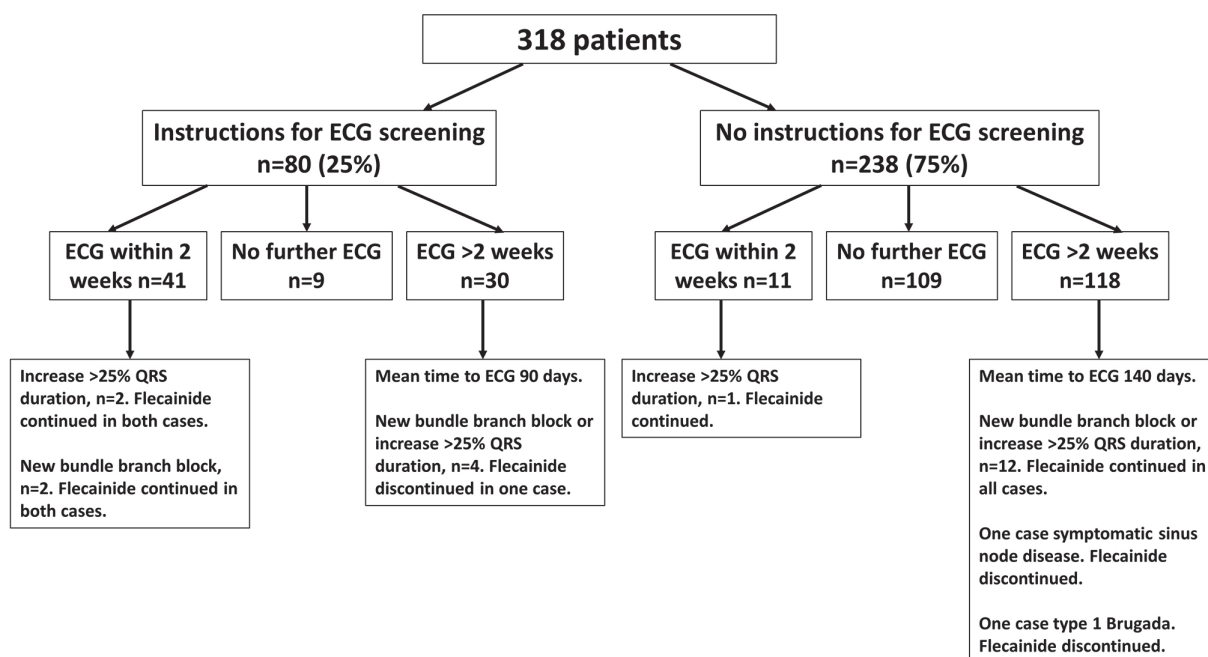 318 patients
Instructions for ECG screening
n=80 (25%)
No instructions for ECG screening
n=238 (75%)
ECG within 2
weeks n=41
No further ECG
n=9
ECG >2 weeks
n=30
ECG within 2
weeks n=11
No further ECG
n=109
ECG >2 weeks
n=118
Increase >25% QRS
duration, n=2. Flecainide
continued in both cases.
New bundle branch block,
n=2. Flecainide continued in
both cases.
Mean time to ECG 90 days.
New bundle branch block or
increase >25% QRS
duration, n=4. Flecainide
discontinued in one case.
Increase >25% QRS
duration, n=1. Flecainide
continued.
Mean time to ECG 140 days.
New bundle branch block or
increase >25% QRS duration,
n=12. Flecainide continued in
all cases.
One case symptomatic sinus
node disease. Flecainide
discontinued.
One case type 1 Brugada.
Flecainide discontinued.